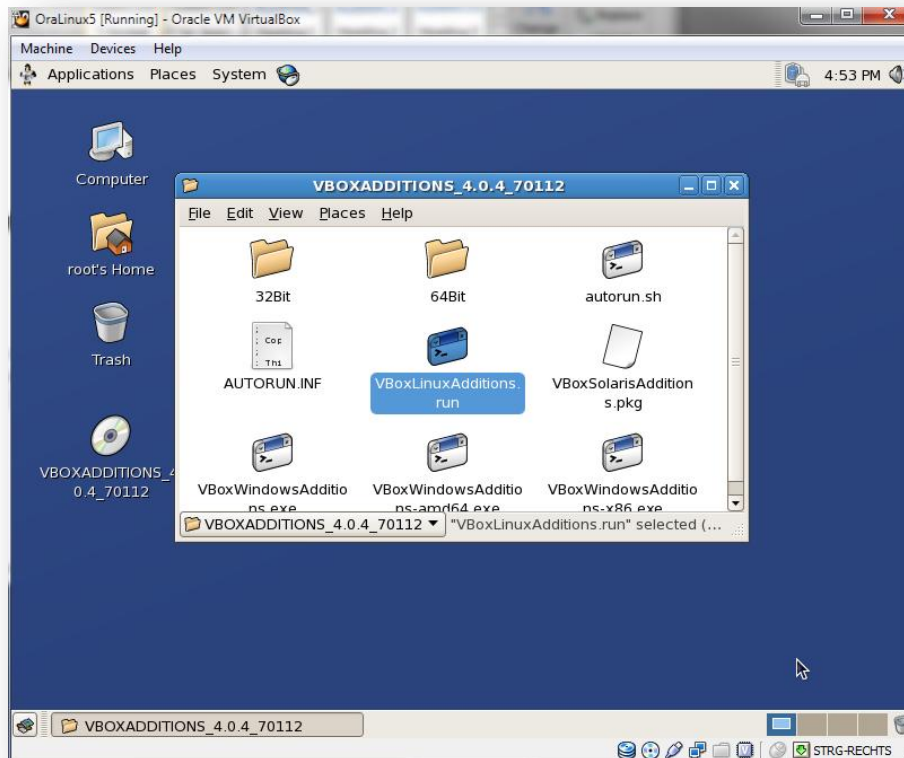 OraLinux5 [Running] - Oracle VM VirtualBox
Machine Devices Help
Applications Places System 4:53 PM
Computer
root's Home
Trash
VBOXADDITIONS_4
0.4_70112
VBOXADDITIONS_4.0.4_70112
File Edit View Places Help
32Bit 64Bit autorun.sh
Cop
Thi
AUTORUN.INF VBoxLinuxAdditions. VBoxSolarisAddition
run s.pkg
VBoxWindowsAdditio VBoxWindowsAdditio VBoxWindowsAdditio
ns.exe ns-amd64.exe ns-x86.exe
VBOXADDITIONS_4.0.4_70112 "VBoxLinuxAdditions.run" selected (...
VBOXADDITIONS_4.0.4_70112
STRG-RECHTS